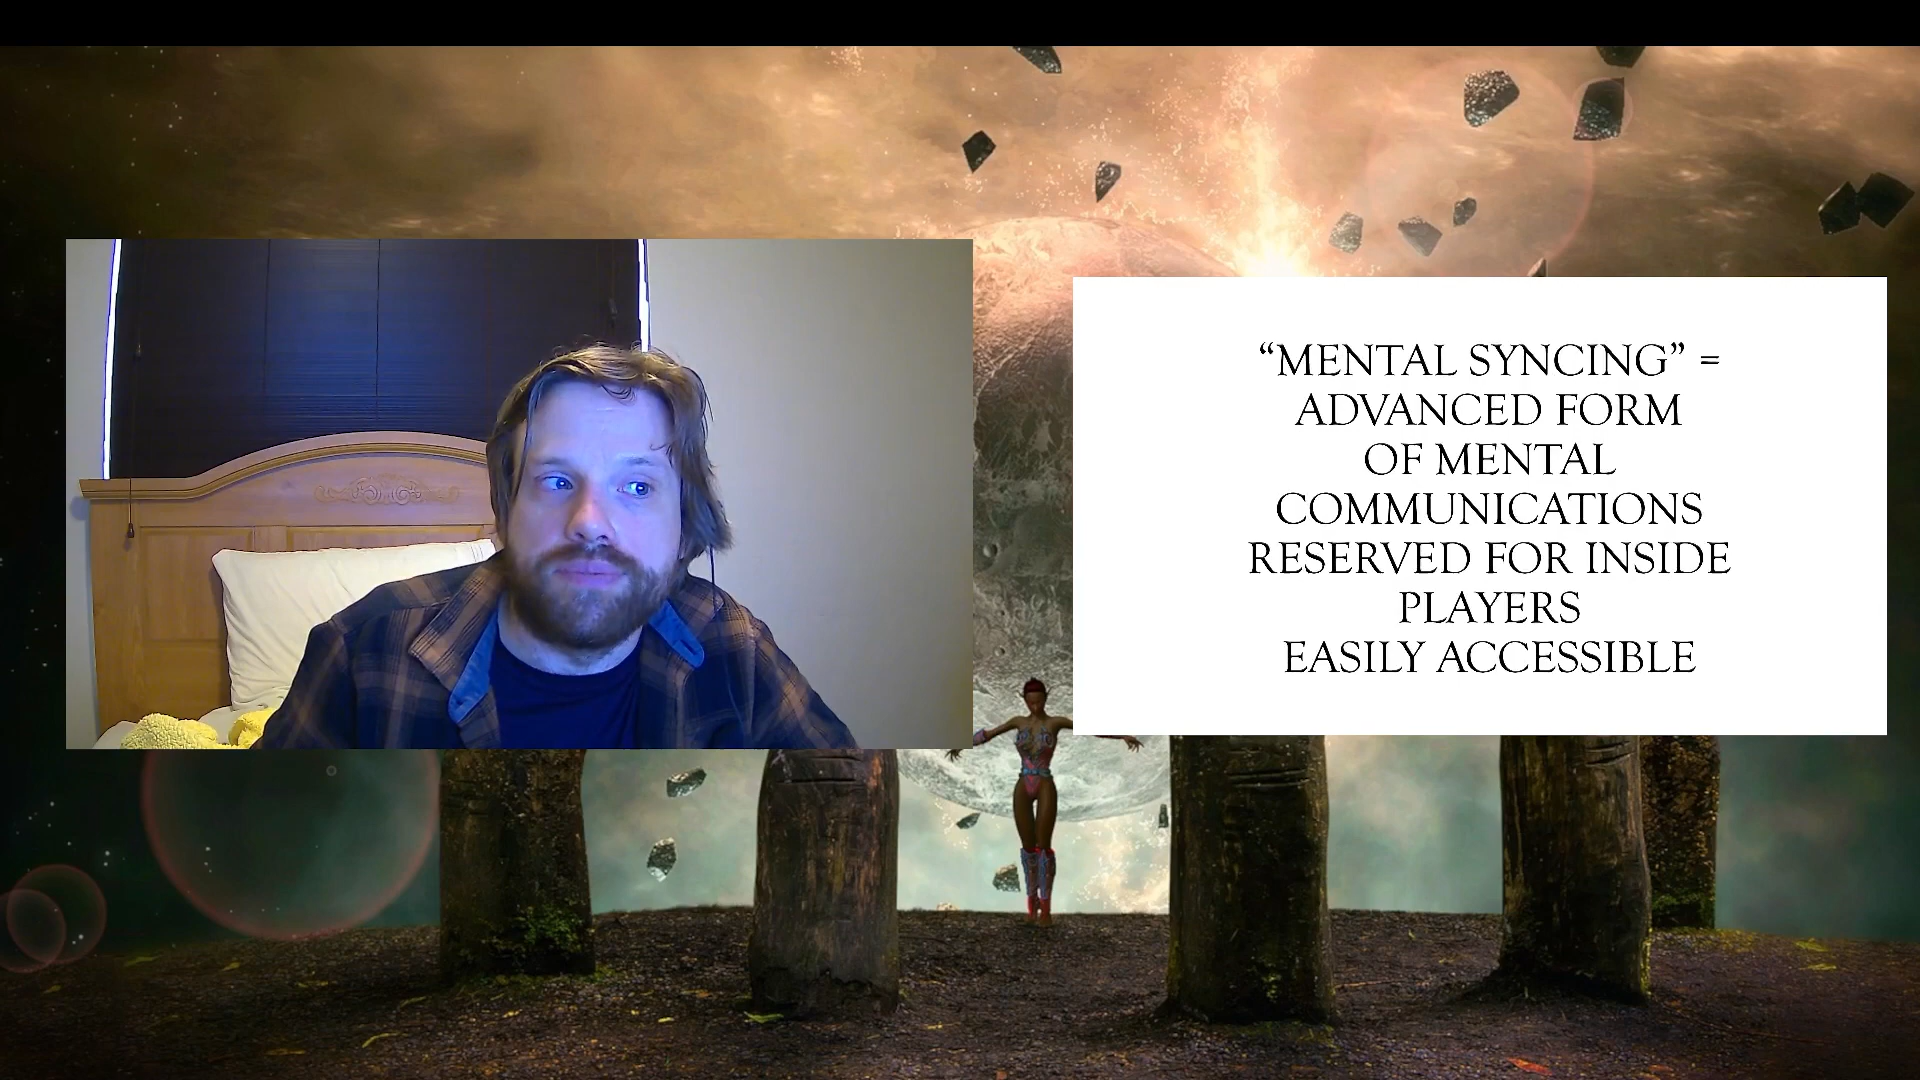 “MENTAL SYNCING” =
ADVANCED FORM
OF MENTAL
COMMUNICATIONS
RESERVED FOR INSIDE
PLAYERS
EASILY ACCESSIBLE